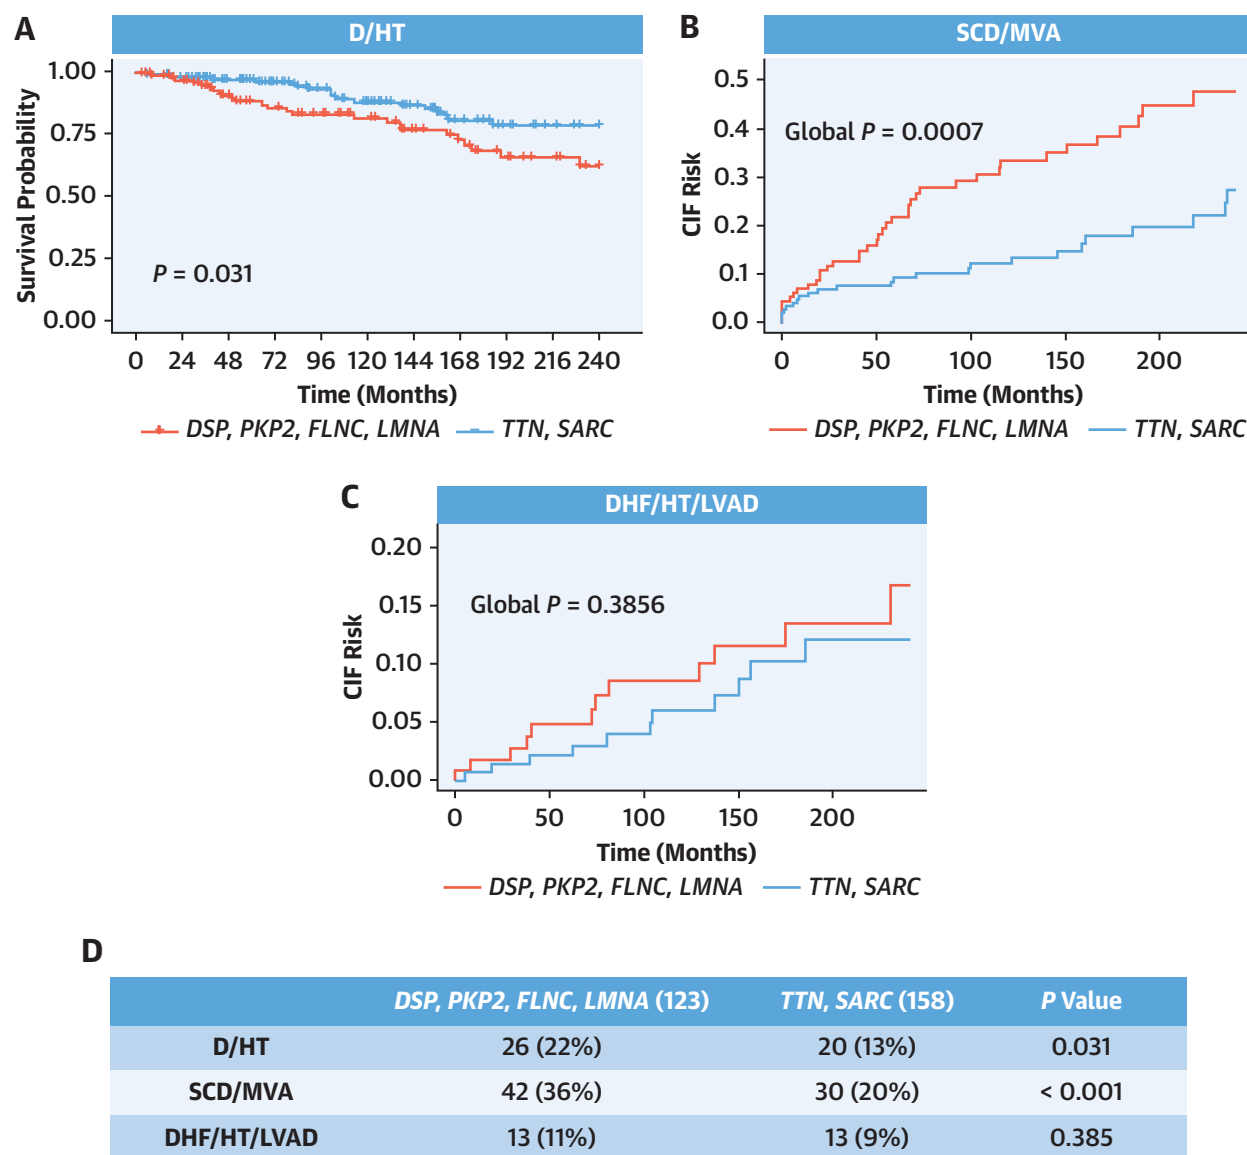 A
D/HT
1.00
0.75
0.50
0.25
0.00
Survival Probability
P = 0.031
0 24 48 72 96 120 144 168 192 216 240
Time (Months)
DSP, PKP2, FLNC, LMNA TTN, SARC
B
SCD/MVA
0.5
0.4
0.3
0.2
0.1
0.0
CIF Risk
Global P = 0.0007
0 50 100 150 200
Time (Months)
DSP, PKP2, FLNC, LMNA TTN, SARC
C
DHF/HT/LVAD
0.20
0.15
0.10
0.05
0.00
CIF Risk
Global P = 0.3856
0 50 100 150 200
Time (Months)
DSP, PKP2, FLNC, LMNA TTN, SARC
D
DSP, PKP2, FLNC, LMNA (123) TTN, SARC (158) P Value
D/HT 26 (22%) 20 (13%) 0.031
SCD/MVA 42 (36%) 30 (20%) < 0.001
DHF/HT/LVAD 13 (11%) 13 (9%) 0.385